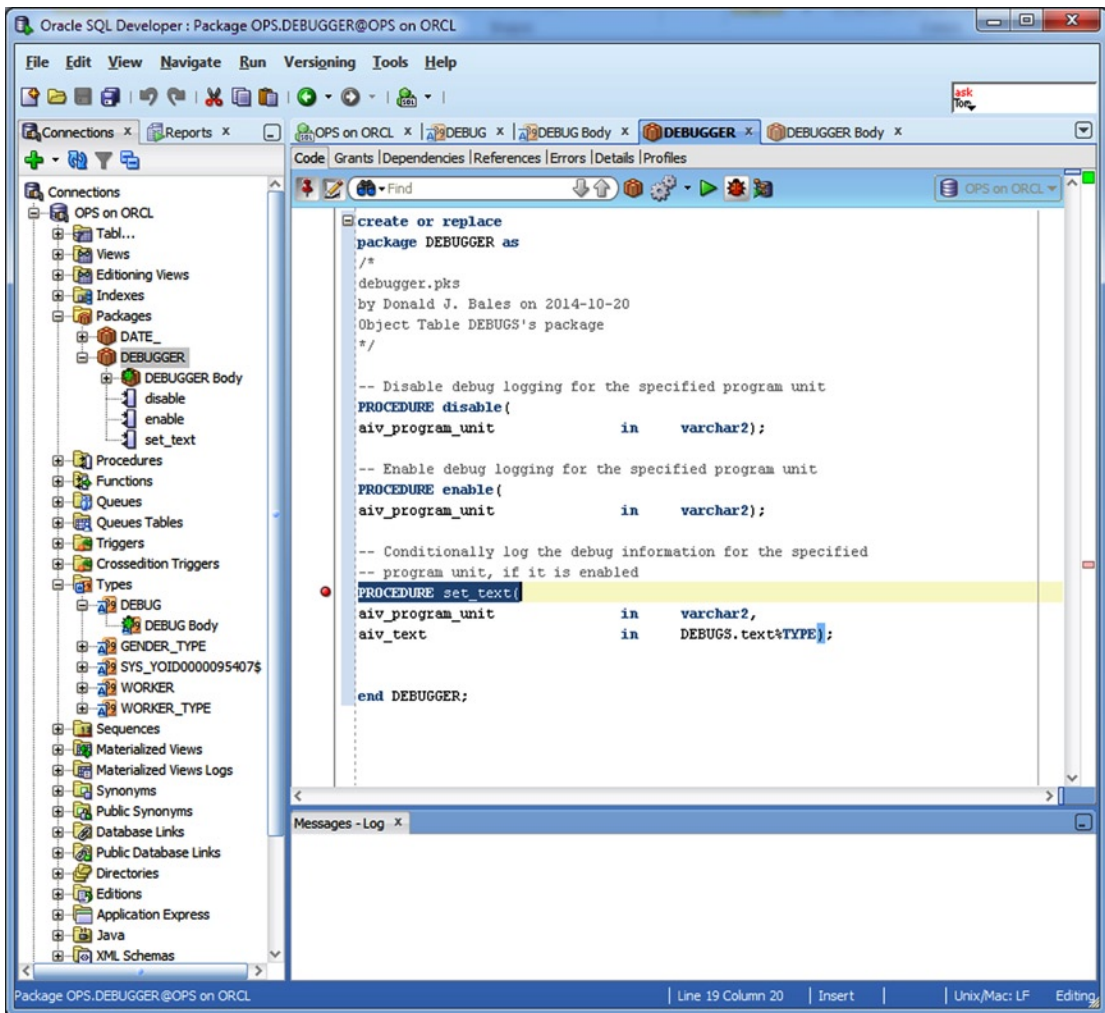 Oracle SQL Developer : Package OPS.DEBUGGER@OPS on ORCL
File Edit View Navigate Run Versioning Tools Help
ask
Tom
Connections Reports
OPS on ORCL DEBUG DEBUG Body DEBUGGER DEBUGGER Body
Code Grants Dependencies References Errors Details Profiles
Find
OPS on ORCL
Connections
OPS on ORCL
Tabl...
Views
Editioning Views
Indexes
Packages
DATE_
DEBUGGER
DEBUGGER Body
disable
enable
set_text
Procedures
Functions
Queues
Queues Tables
Triggers
Crossedition Triggers
Types
DEBUG
DEBUG Body
GENDER_TYPE
SYS_YOID0000095407$
WORKER
WORKER_TYPE
Sequences
Materialized Views
Materialized Views Logs
Synonyms
Public Synonyms
Database Links
Public Database Links
Directories
Editions
Application Express
Java
XML Schemas
create or replace
package DEBUGGER as
/*
debugger.pks
by Donald J. Bales on 2014-10-20
Object Table DEBUGS's package
*/
-- Disable debug logging for the specified program unit
PROCEDURE disable(
aiv_program_unit in varchar2);
-- Enable debug logging for the specified program unit
PROCEDURE enable(
aiv_program_unit in varchar2);
-- Conditionally log the debug information for the specified
-- program unit, if it is enabled
PROCEDURE set_text(
aiv_program_unit in varchar2,
aiv_text in DEBUGS.text%TYPE);
end DEBUGGER;
Messages - Log
Package OPS.DEBUGGER@OPS on ORCL
Line 19 Column 20 Insert Unix/Mac: LF Editing